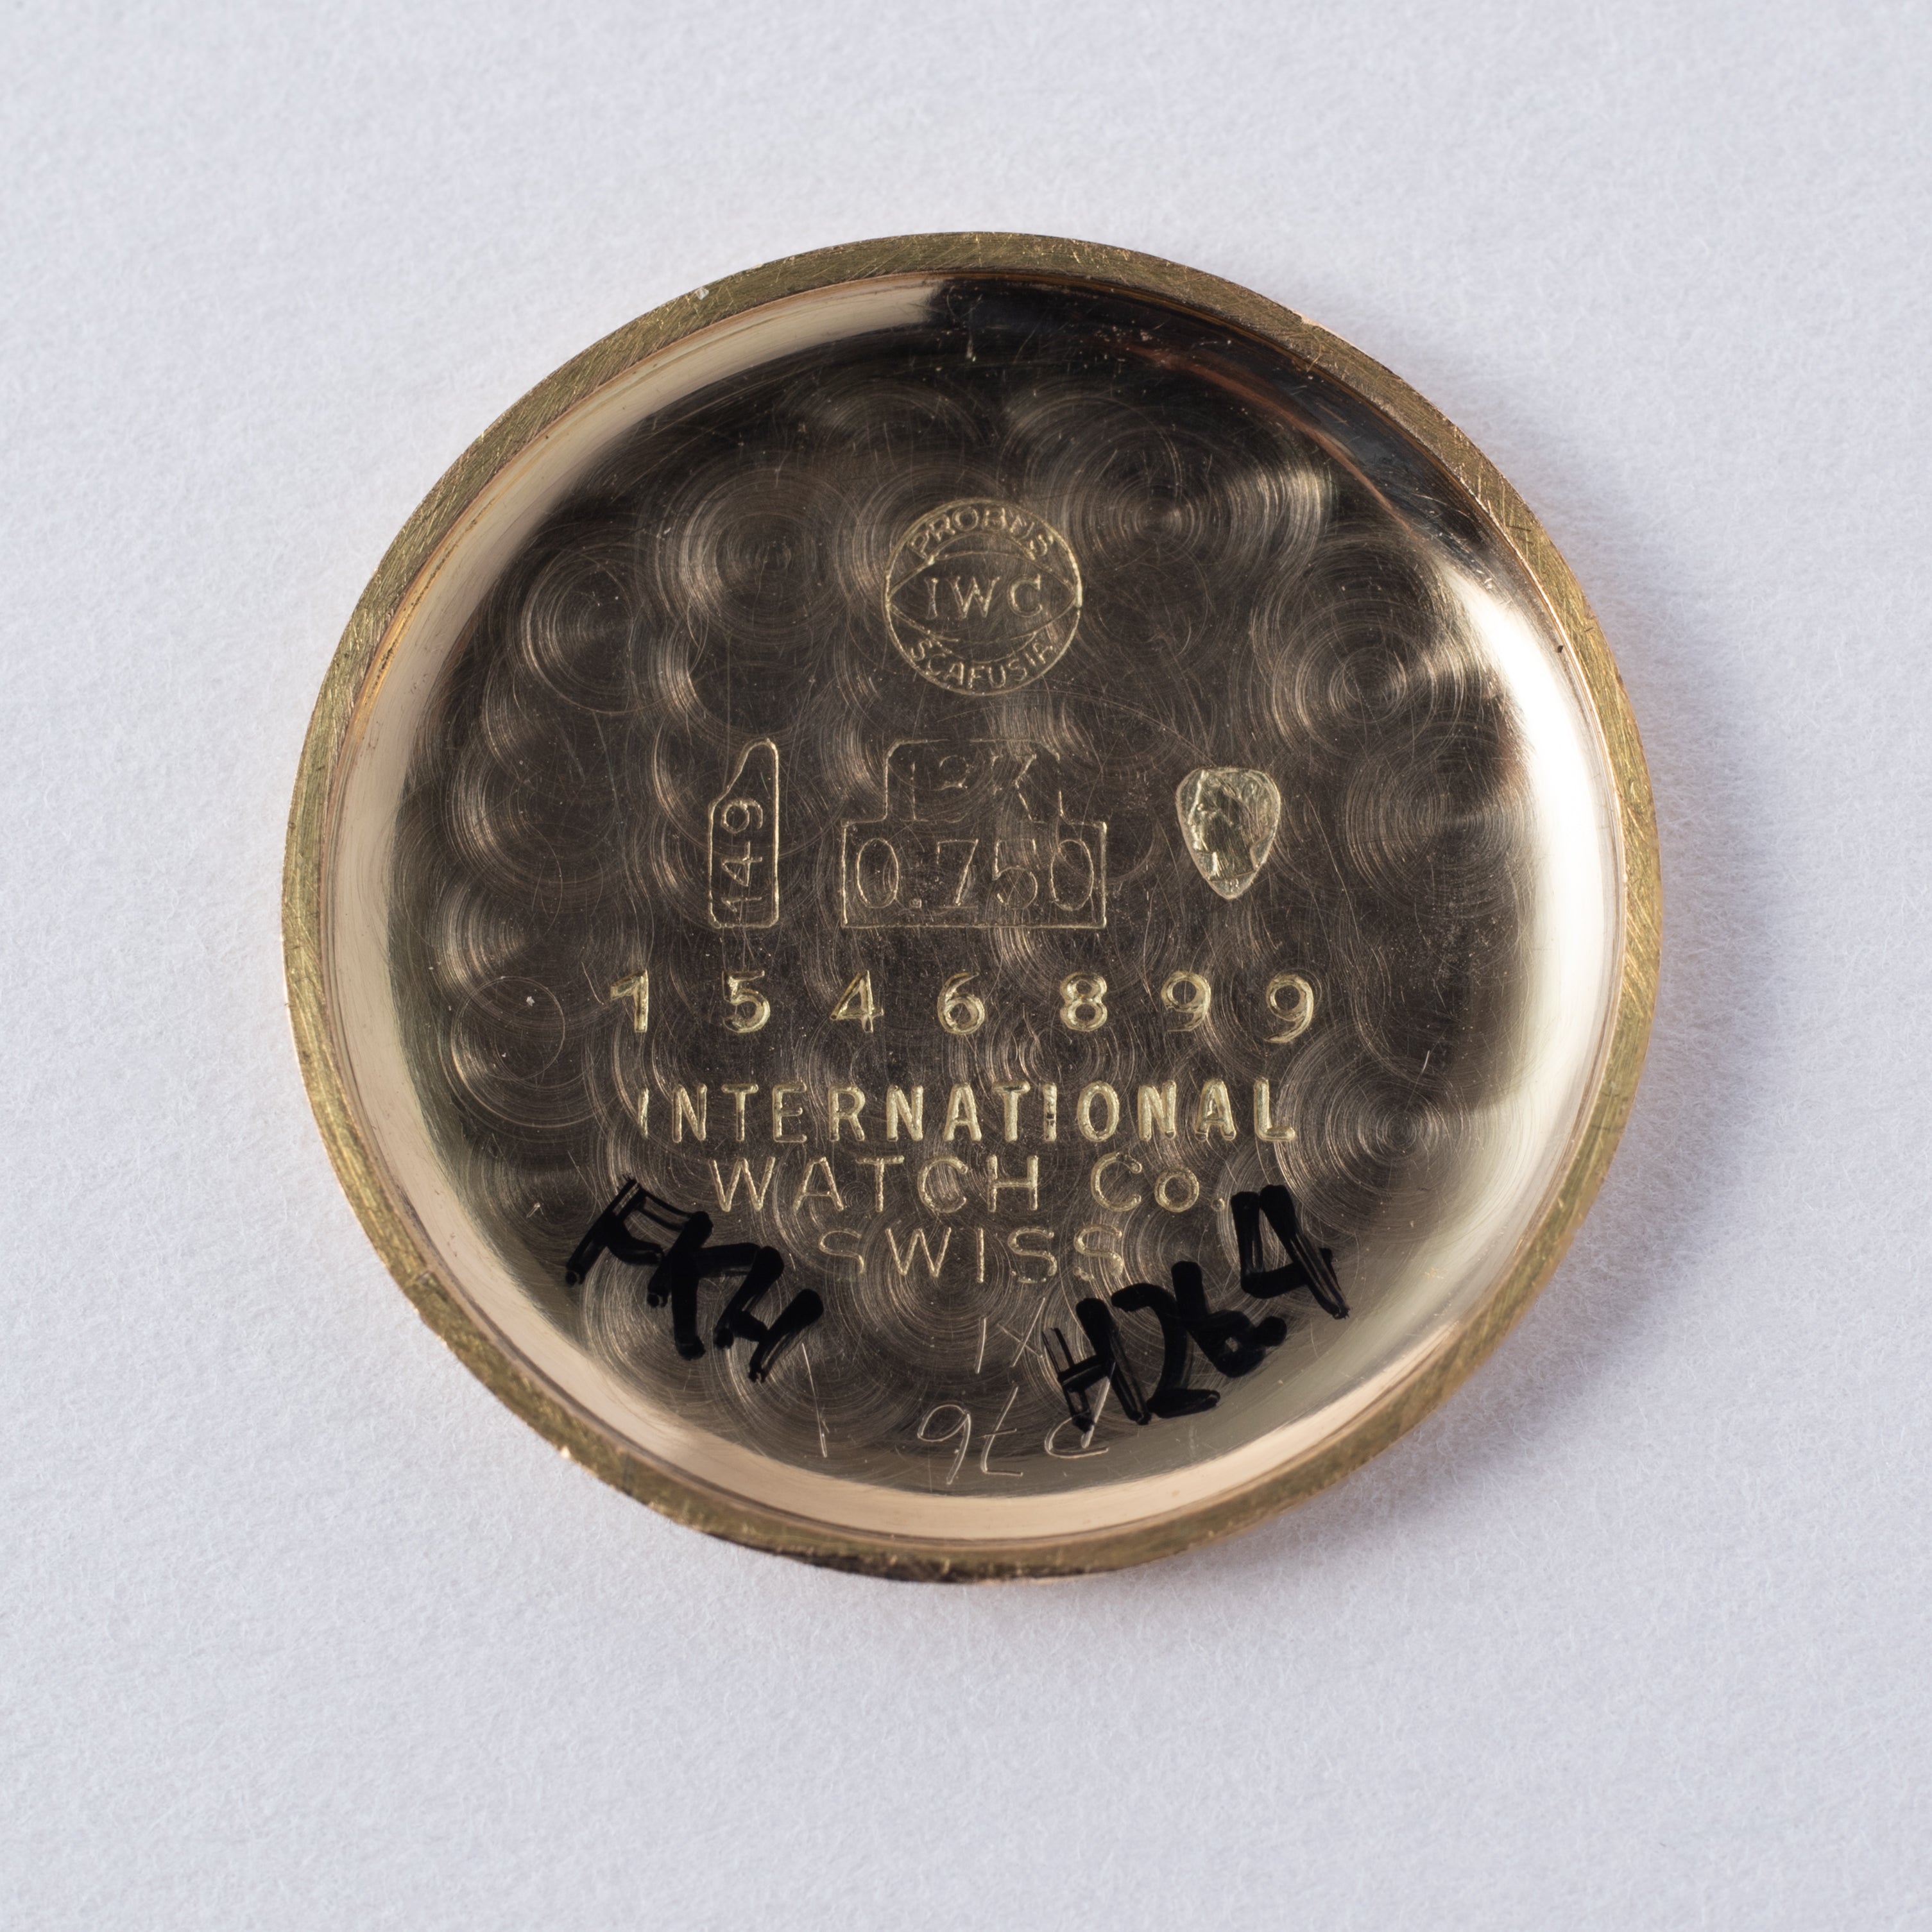 PROBUS
IWC
SCAFUSIA
149
18K
0.750
1546899
INTERNATIONAL
WATCH Co.
SWISS
FKH
H264